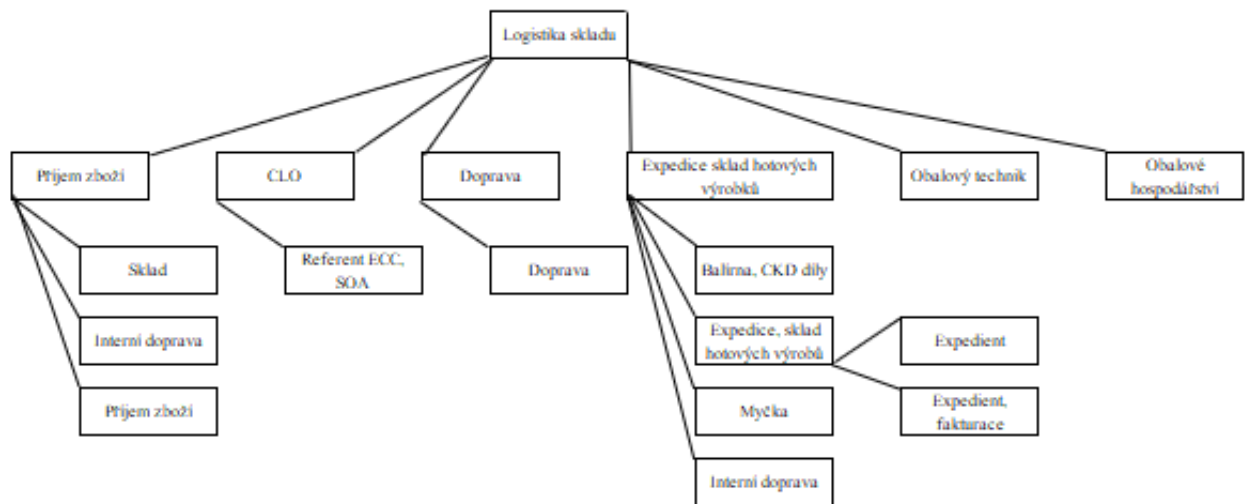 Logistika skladu
Příjem zboží
CLO
Doprava
Expedice sklad hotových
výrobků
Obalový technik
Obalové
hospodářství
Sklad
Referent ECC,
SOA
Doprava
Balírna, CKD díly
Interní doprava
Expedice, sklad
hotových výrobů
Expedient
Příjem zboží
Myčka
Expedient,
fakturace
Interní doprava